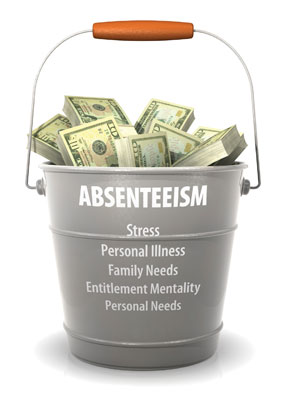 ABSENTEEISM
Stress
Personal Illness
Family Needs
Entitlement Mentality
Personal Needs